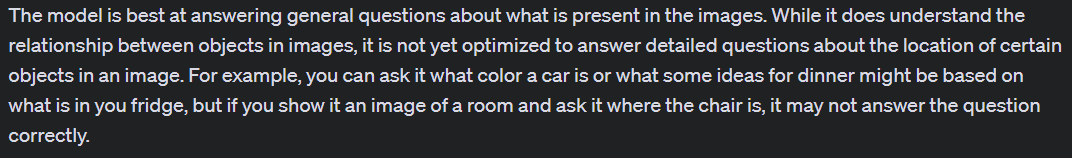 The model is best at answering general questions about what is present in the images. While it does understand the
relationship between objects in images, it is not yet optimized to answer detailed questions about the location of certain
objects in an image. For example, you can ask it what color a car is or what some ideas for dinner might be based on
what is in you fridge, but if you show it an image of a room and ask it where the chair is, it may not answer the question
correctly.